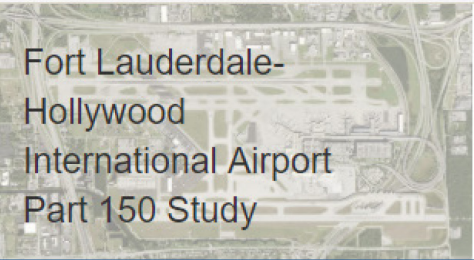 Fort Lauderdale-
Hollywood
International Airport
Part 150 Study